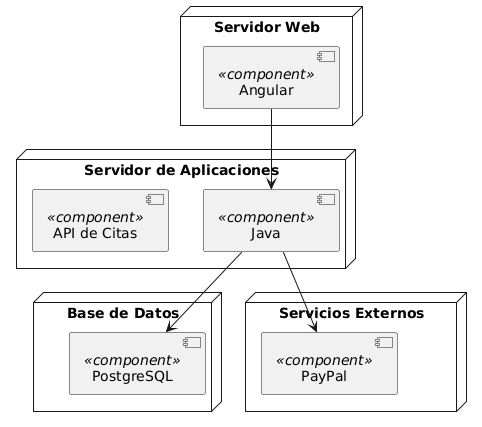 Servidor Web
«component»
Angular
Servidor de Aplicaciones
«component»
API de Citas
«component»
Java
Base de Datos
«component»
PostgreSQL
Servicios Externos
«component»
PayPal